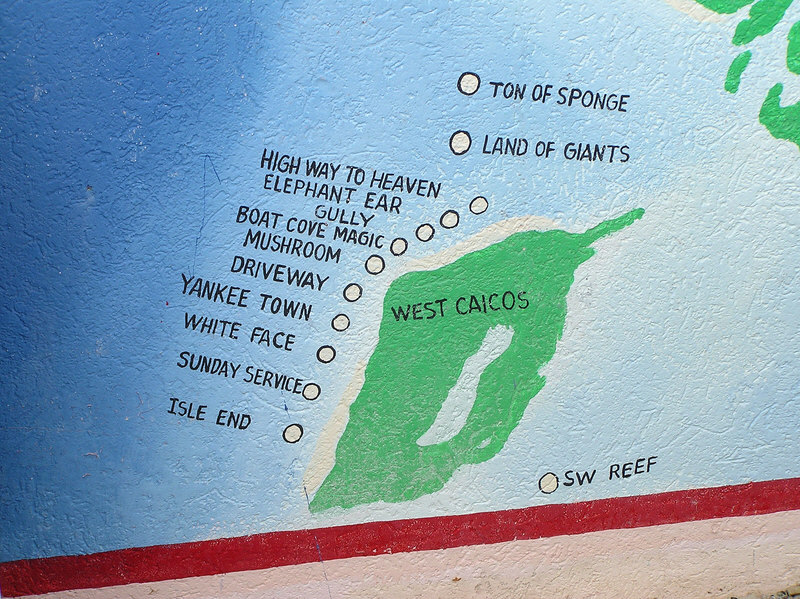 TON OF SPONGE
LAND OF GIANTS
HIGH WAY TO HEAVEN
ELEPHANT EAR
GULLY
BOAT COVE MAGIC
MUSHROOM
DRIVEWAY
YANKEE TOWN
WHITE FACE
SUNDAY SERVICE
ISLE END
WEST CAICOS
SW REEF